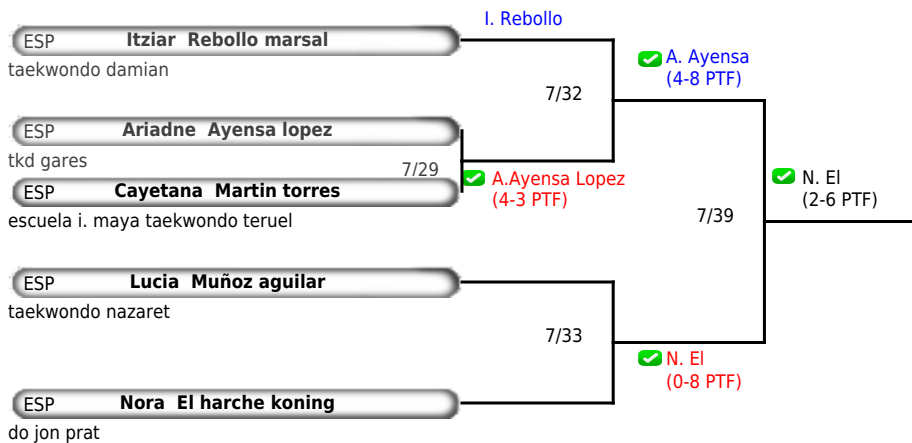 I. Rebollo
ESP Itziar Rebollo marsal
taekwondo damian
A. Ayensa
(4-8 PTF)
7/32
ESP Ariadne Ayensa lopez
tkd gares
7/29
A.Ayensa Lopez
(4-3 PTF)
ESP Cayetana Martin torres
escuela i. maya taekwondo teruel
N. El
(2-6 PTF)
7/39
ESP Lucia Muñoz aguilar
taekwondo nazaret
7/33
N. El
(0-8 PTF)
ESP Nora El harche koning
do jon prat